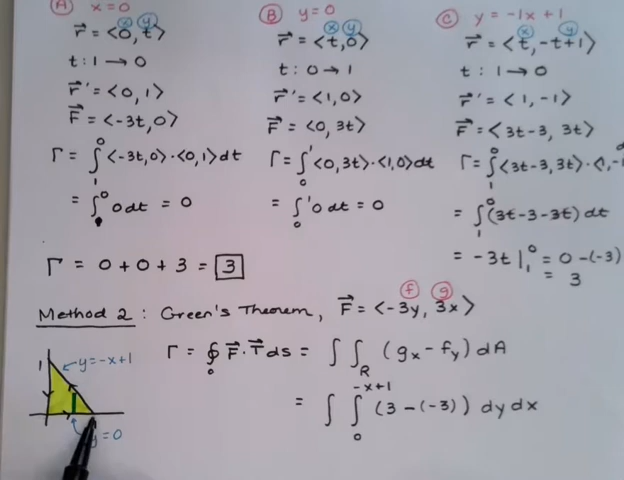 A x = 0
x y
r⃗ = <0, t>
t: 1 → 0
r⃗' = <0, 1>
F⃗ = <-3t, 0>
Γ = ∫₁⁰ <-3t, 0> · <0, 1> dt
= ∫⁰ 0 dt = 0
B y = 0
x y
r⃗ = <t, 0>
t: 0 → 1
r⃗' = <1, 0>
F⃗ = <0, 3t>
Γ = ∫₀¹ <0, 3t> · <1, 0> dt
= ∫₀¹ 0 dt = 0
C y = -1x + 1
x y
r⃗ = <t, -t+1>
t: 1 → 0
r⃗' = <1, -1>
F⃗ = <3t-3, 3t>
Γ = ∫₁⁰ <3t-3, 3t> · <1, -1
= ∫₁⁰ (3t-3-3t) dt
= -3t |₁⁰ = 0 - (-3)
= 3
Γ = 0 + 0 + 3 = 3
f g
Method 2: Green's Theorem, F⃗ = <-3y, 3x>
Γ = ∮ F⃗ · T⃗ ds = ∫∫_R (gₓ - f_y) dA
= ∫ ∫₀^(-x+1) (3 - (-3)) dy dx
1
y = -x+1
y = 0